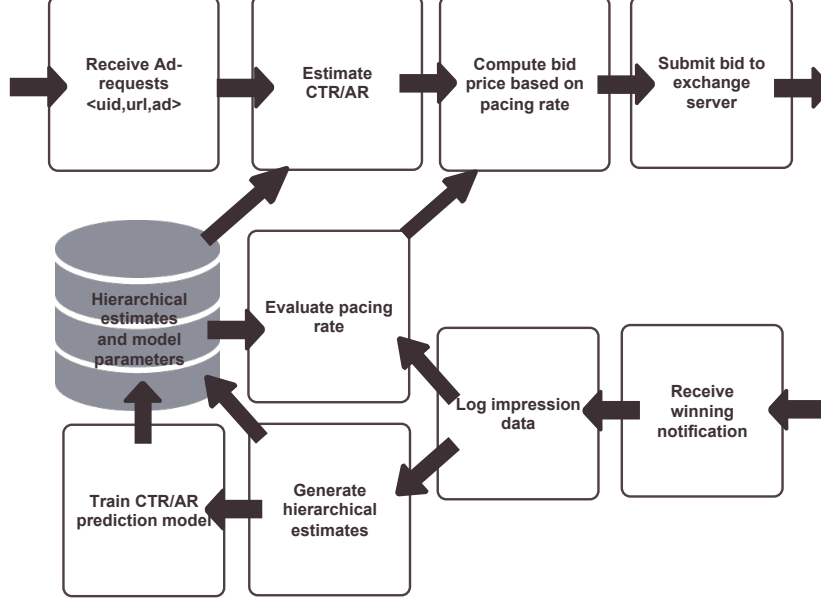 Receive Ad-
requests
<uid,url,ad>
Estimate
CTR/AR
Compute bid
price based on
pacing rate
Submit bid to
exchange
server
Hierarchical
estimates
and model
parameters
Evaluate pacing
rate
Log impression
data
Receive
winning
notification
Train CTR/AR
prediction model
Generate
hierarchical
estimates